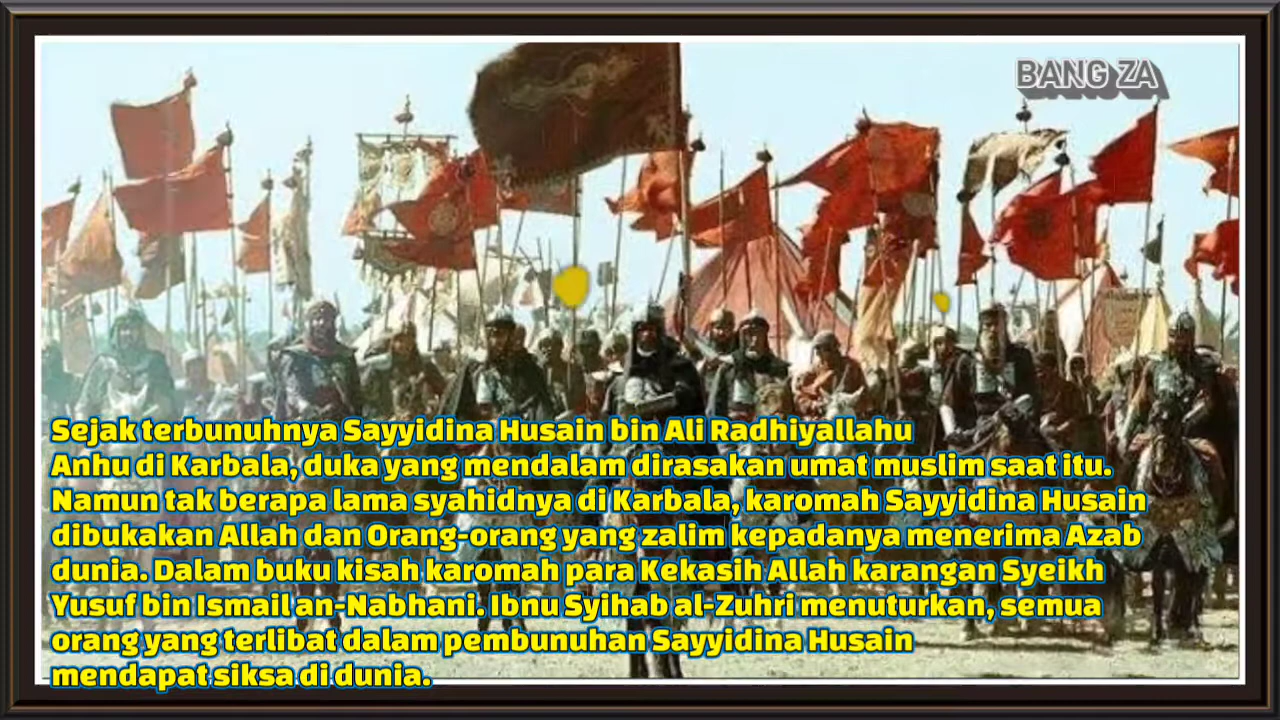 BANG ZA
Sejak terbunuhnya Sayyidina Husain bin Ali Radhiyallahu
Anhu di Karbala, duka yang mendalam dirasakan umat muslim saat itu.
Namun tak berapa lama syahidnya di Karbala, karomah Sayyidina Husain
dibukakan Allah dan Orang-orang yang zalim kepadanya menerima Azab
dunia. Dalam buku kisah karomah para Kekasih Allah karangan Syeikh
Yusuf bin Ismail an-Nabhani. Ibnu Syihab al-Zuhri menuturkan, semua
orang yang terlibat dalam pembunuhan Sayyidina Husain
mendapat siksa di dunia.